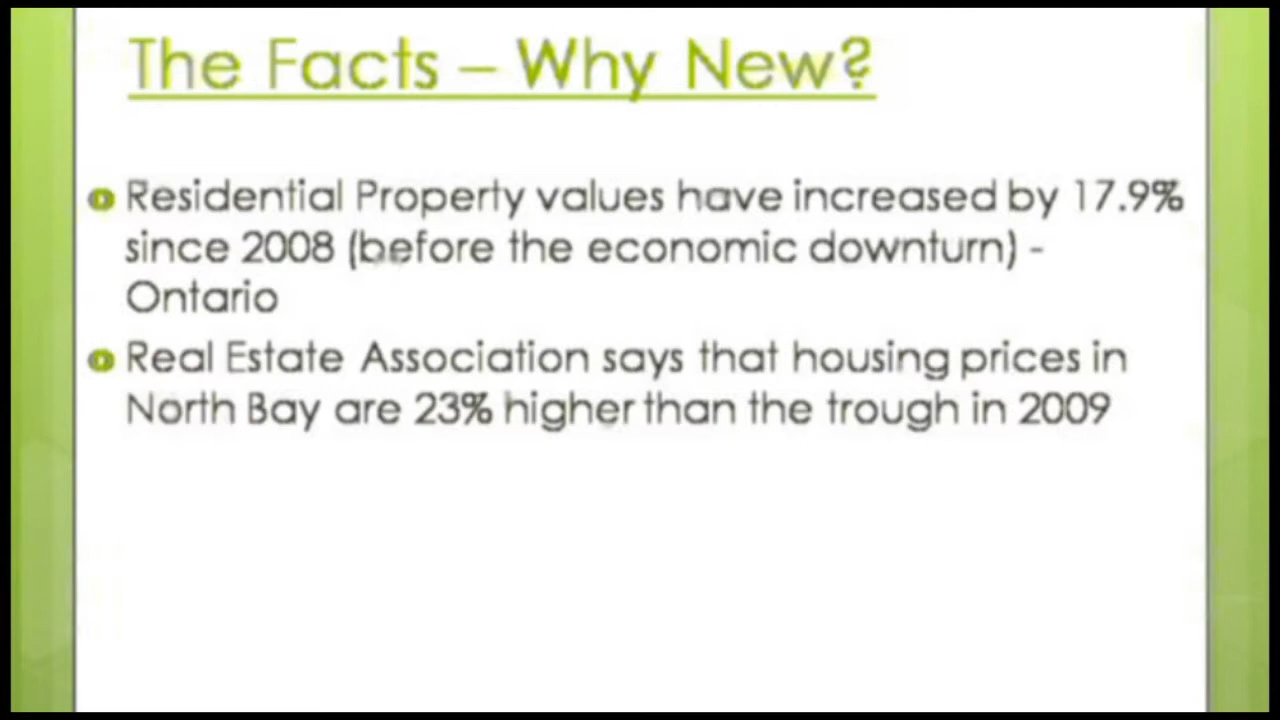 The Facts – Why New?
Residential Property values have increased by 17.9%
since 2008 (before the economic downturn) -
Ontario
Real Estate Association says that housing prices in
North Bay are 23% higher than the trough in 2009